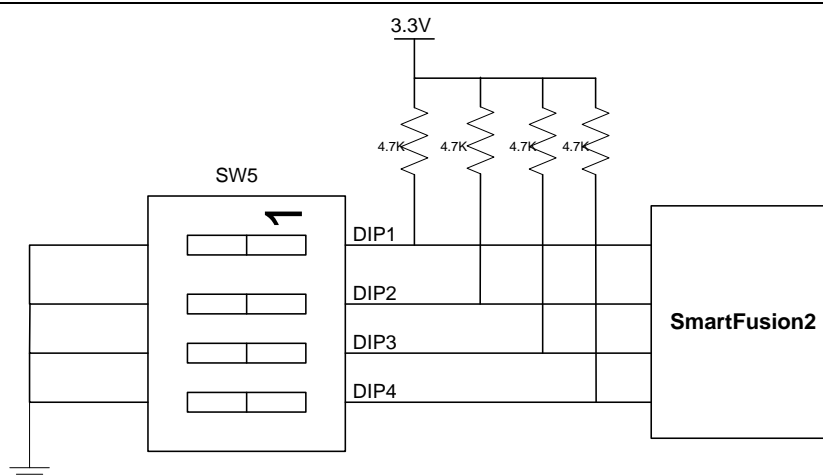 3.3V
4.7K 4.7K 4.7K 4.7K
SW5
1
DIP1
DIP2
DIP3
DIP4
SmartFusion2